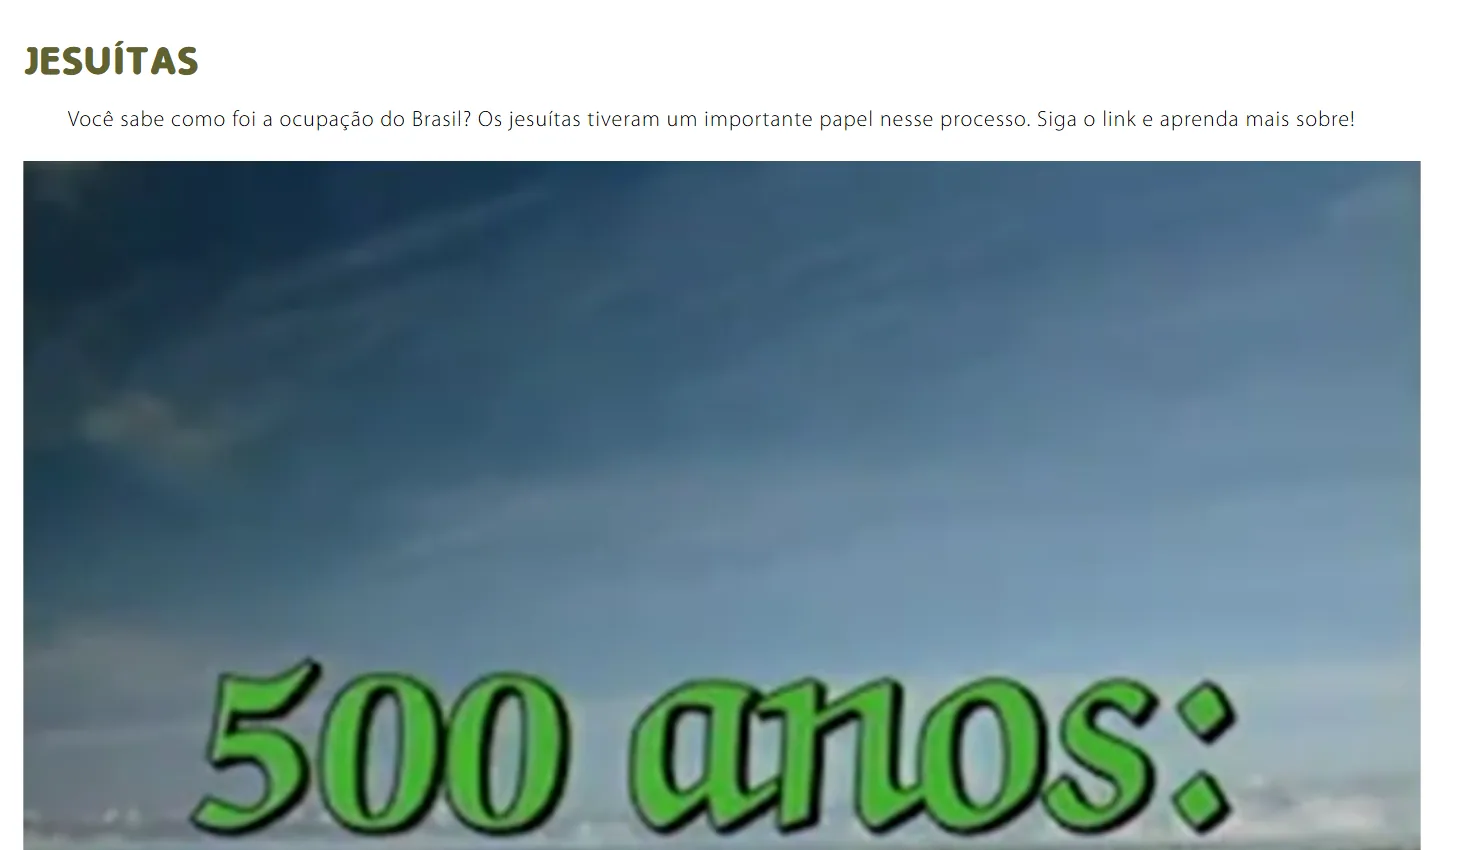 JESUÍTAS
Você sabe como foi a ocupação do Brasil? Os jesuítas tiveram um importante papel nesse processo. Siga o link e aprenda mais sobre!
500 anos: